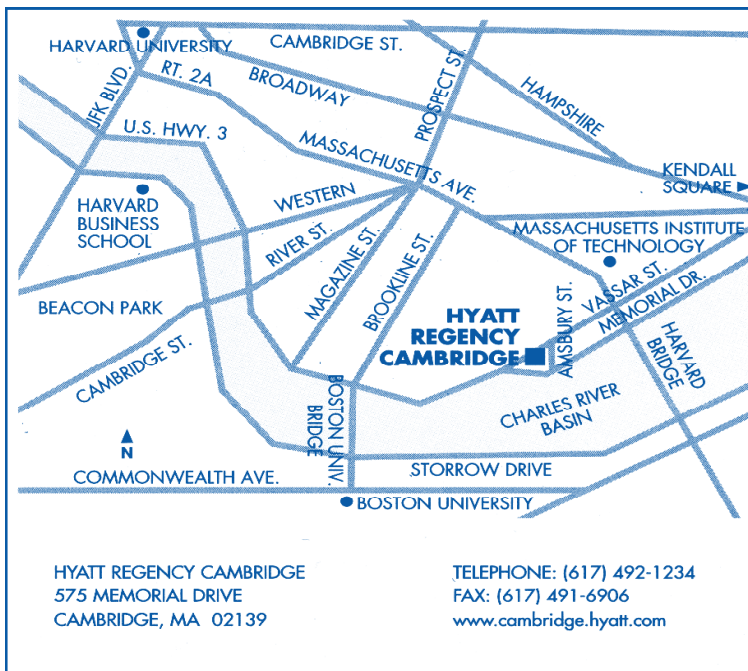 HARVARD UNIVERSITY
CAMBRIDGE ST.
JFK BLVD.
RT. 2A
BROADWAY
PROSPECT ST.
HAMPSHIRE
U.S. HWY. 3
MASSACHUSETTS AVE.
KENDALL
SQUARE
HARVARD
BUSINESS
SCHOOL
WESTERN
RIVER ST.
MAGAZINE ST.
BROOKLINE ST.
MASSACHUSETTS INSTITUTE
OF TECHNOLOGY
VASSAR ST.
MEMORIAL DR.
BEACON PARK
HYATT
REGENCY
CAMBRIDGE
AMSBURY ST.
HARVARD
BRIDGE
CAMBRIDGE ST.
BOSTON UNIV.
BRIDGE
CHARLES RIVER
BASIN
N
COMMONWEALTH AVE.
STORROW DRIVE
BOSTON UNIVERSITY
HYATT REGENCY CAMBRIDGE
575 MEMORIAL DRIVE
CAMBRIDGE, MA 02139
TELEPHONE: (617) 492-1234
FAX: (617) 491-6906
www.cambridge.hyatt.com